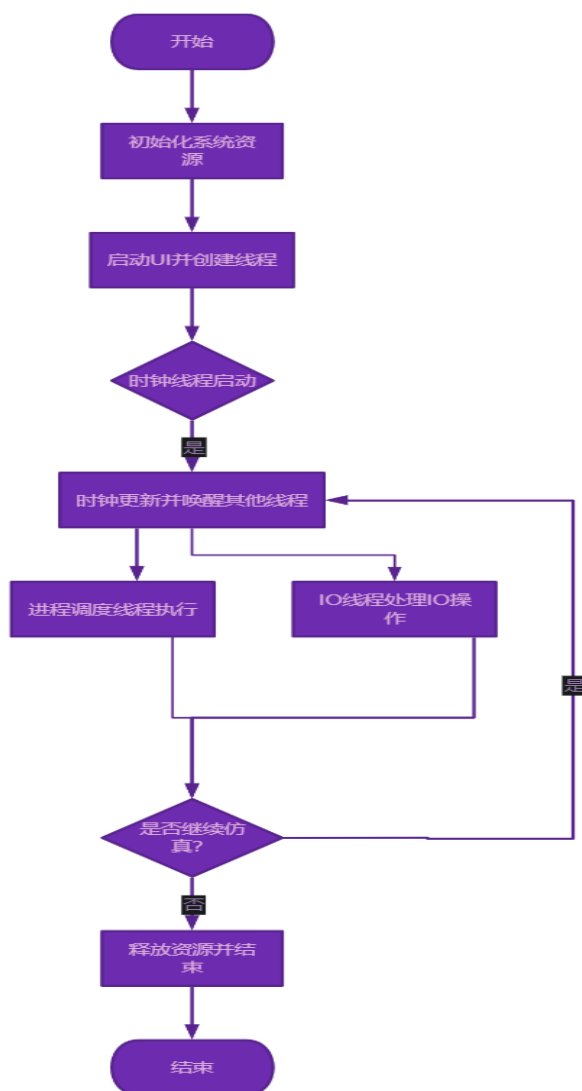 开始
初始化系统资
源
启动UI并创建线程
时钟线程启动
是
时钟更新并唤醒其他线程
进程调度线程执行
IO线程处理IO操
作
是
是否继续仿
真?
否
释放资源并结
束
结束